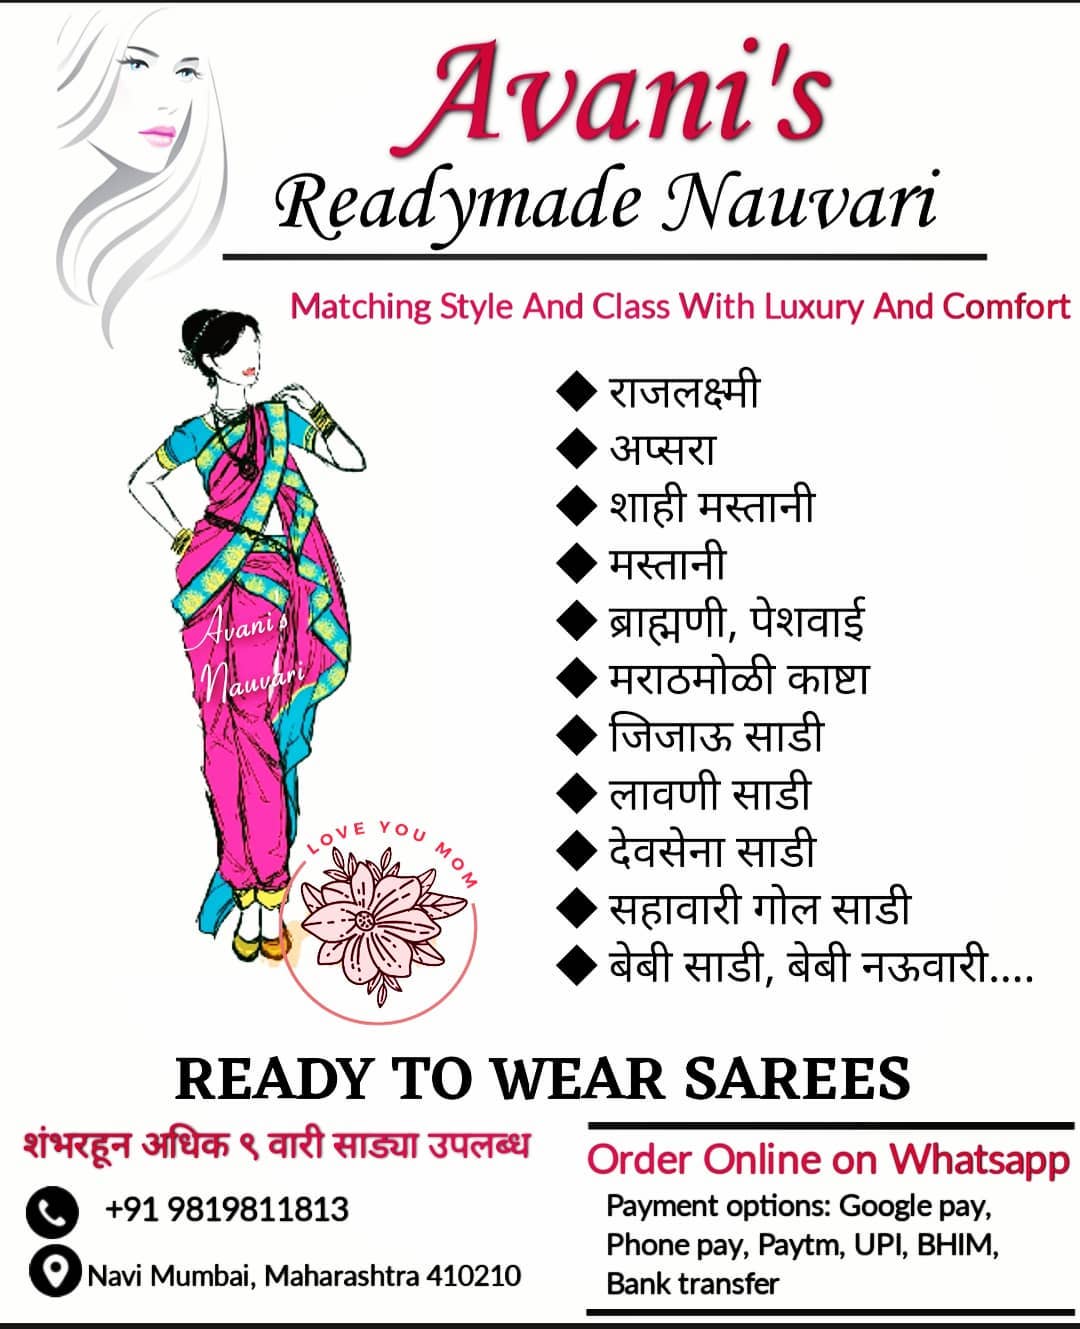 Avani's
Readymade Nauvari
Matching Style And Class With Luxury And Comfort
राजलक्ष्मी
अप्सरा
शाही मस्तानी
मस्तानी
ब्राह्मणी, पेशवाई
मराठमोळी काष्टा
जिजाऊ साडी
लावणी साडी
देवसेना साडी
सहावारी गोल साडी
बेबी साडी, बेबी नऊवारी....
Avani's
Nauvari
LOVE YOU MOM
READY TO WEAR SAREES
शंभरहून अधिक ९ वारी साड्या उपलब्ध
+91 9819811813
Navi Mumbai, Maharashtra 410210
Order Online on Whatsapp
Payment options: Google pay,
Phone pay, Paytm, UPI, BHIM,
Bank transfer